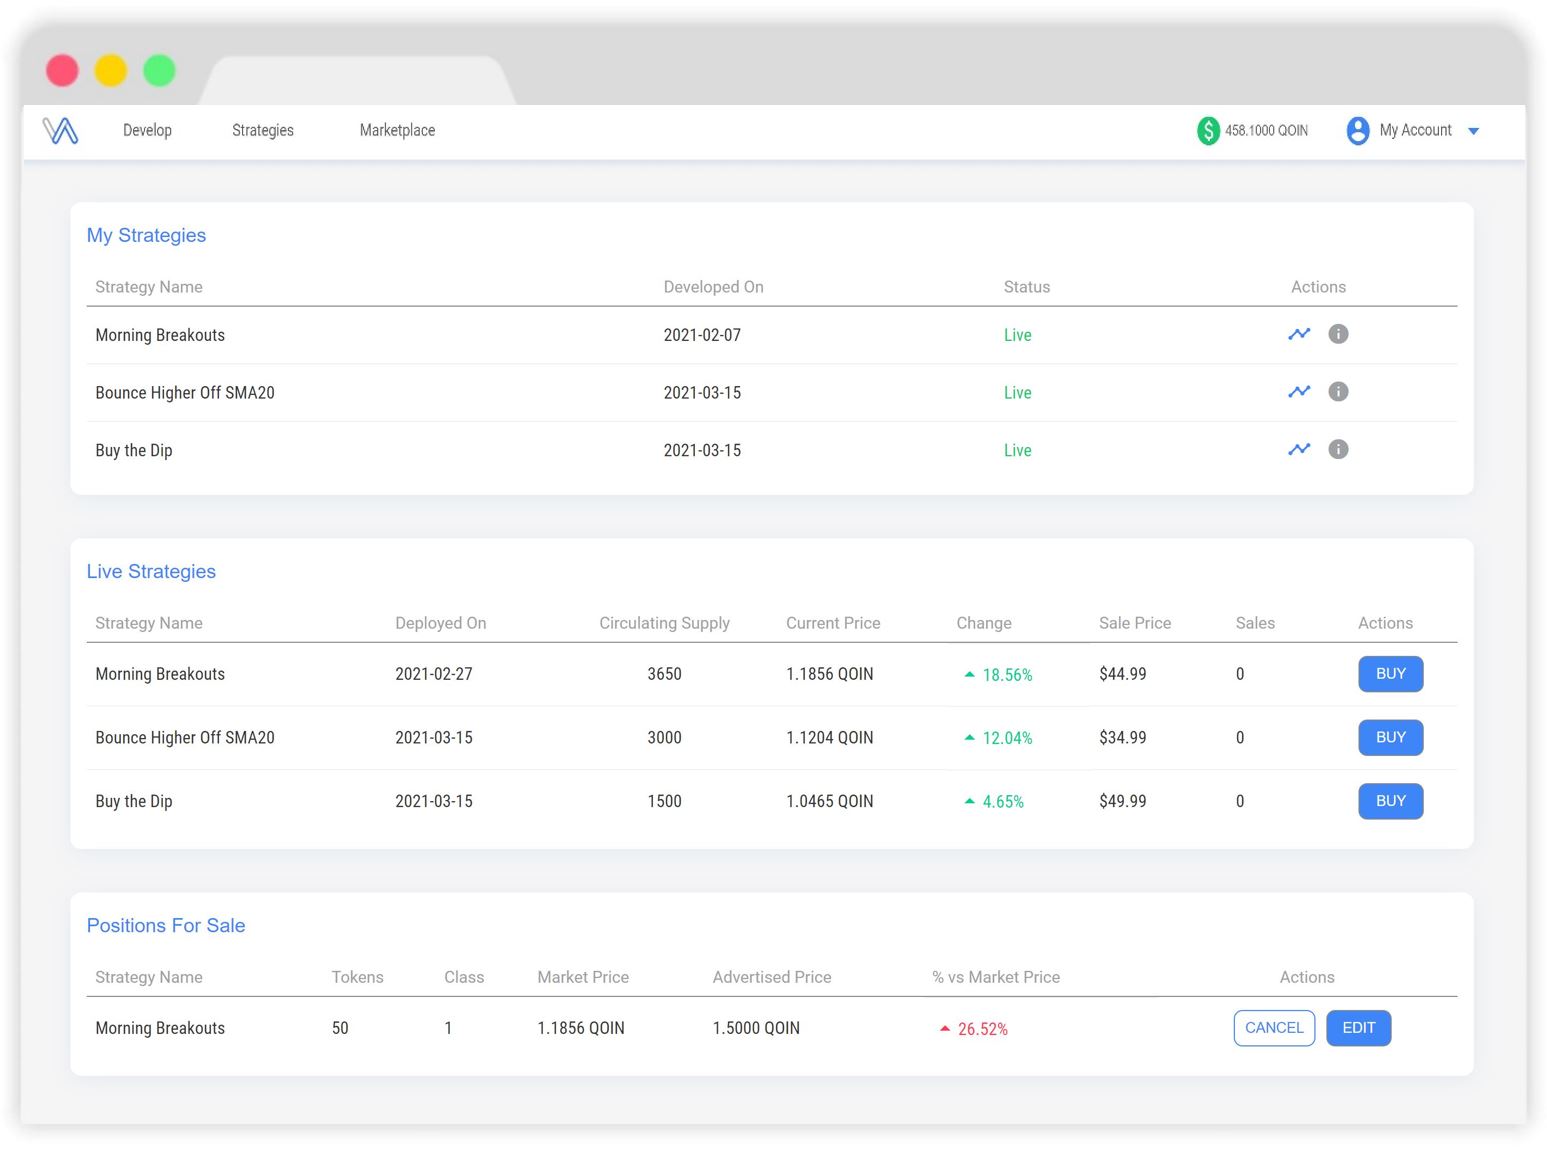 Develop Strategies Marketplace 458.1000 QOIN My Account
My Strategies
Strategy Name Developed On Status Actions
Morning Breakouts 2021-02-07 Live
Bounce Higher Off SMA20 2021-03-15 Live
Buy the Dip 2021-03-15 Live
Live Strategies
Strategy Name Deployed On Circulating Supply Current Price Change Sale Price Sales Actions
Morning Breakouts 2021-02-27 3650 1.1856 QOIN 18.56% $44.99 0 BUY
Bounce Higher Off SMA20 2021-03-15 3000 1.1204 QOIN 12.04% $34.99 0 BUY
Buy the Dip 2021-03-15 1500 1.0465 QOIN 4.65% $49.99 0 BUY
Positions For Sale
Strategy Name Tokens Class Market Price Advertised Price % vs Market Price Actions
Morning Breakouts 50 1 1.1856 QOIN 1.5000 QOIN 26.52% CANCEL EDIT